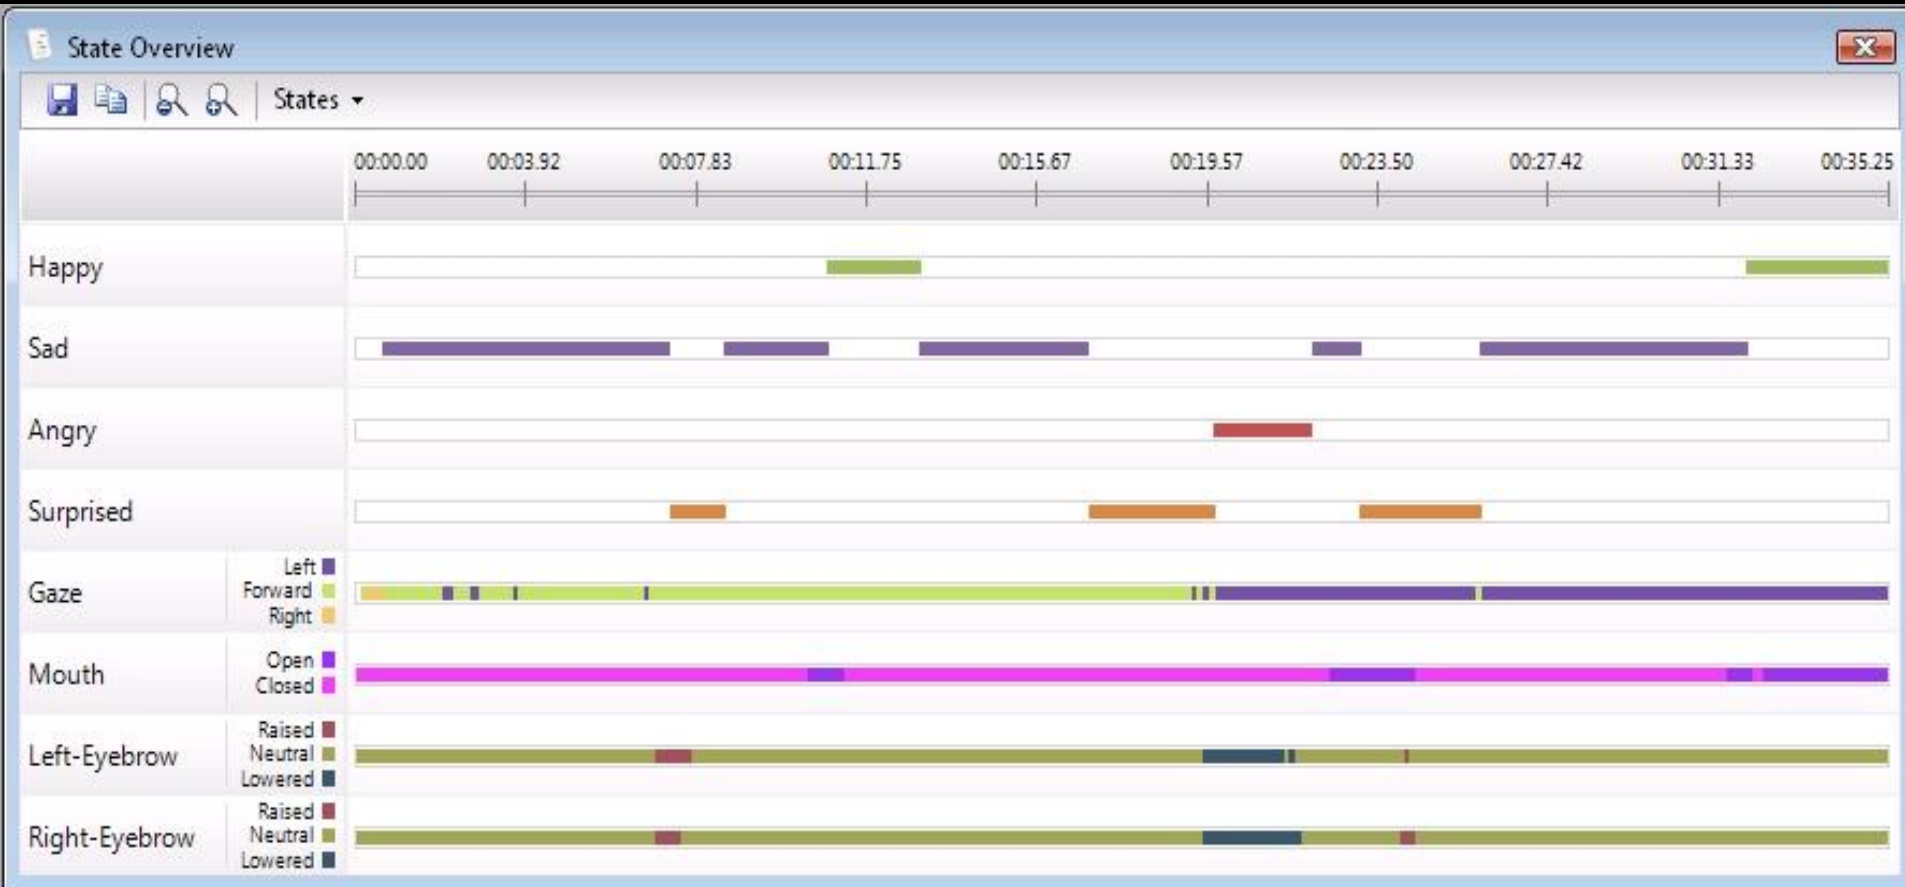 State Overview
States
00:00.00 00:03.92 00:07.83 00:11.75 00:15.67 00:19.57 00:23.50 00:27.42 00:31.33 00:35.25
Happy
Sad
Angry
Surprised
Gaze
Left
Forward
Right
Mouth
Open
Closed
Left-Eyebrow
Raised
Neutral
Lowered
Right-Eyebrow
Raised
Neutral
Lowered